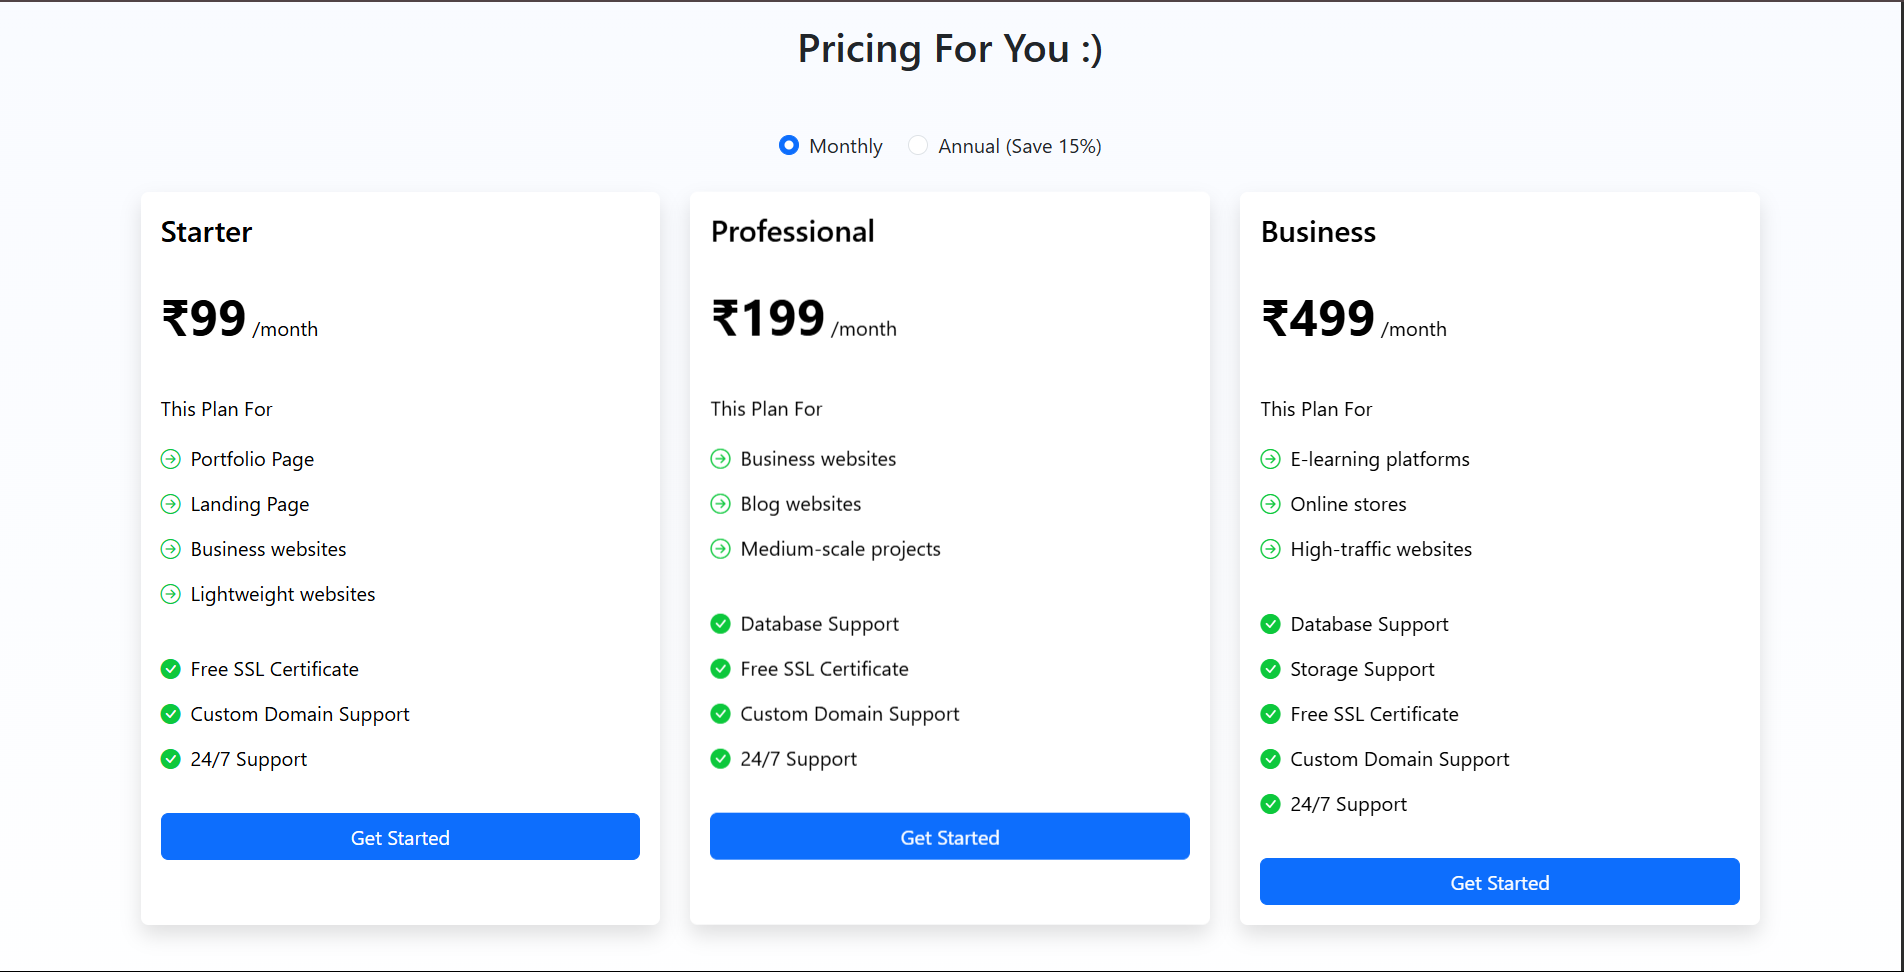 Pricing For You :)
Monthly
Annual (Save 15%)
Starter
₹99 /month
This Plan For
Portfolio Page
Landing Page
Business websites
Lightweight websites
Free SSL Certificate
Custom Domain Support
24/7 Support
Get Started
Professional
₹199 /month
This Plan For
Business websites
Blog websites
Medium-scale projects
Database Support
Free SSL Certificate
Custom Domain Support
24/7 Support
Get Started
Business
₹499 /month
This Plan For
E-learning platforms
Online stores
High-traffic websites
Database Support
Storage Support
Free SSL Certificate
Custom Domain Support
24/7 Support
Get Started